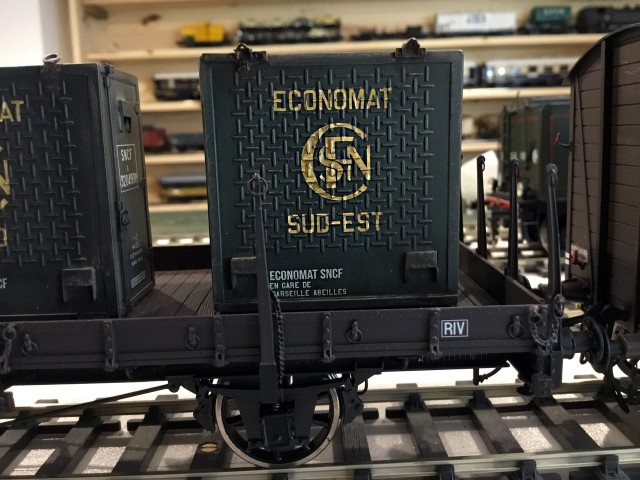 ECONOMAT
SNCF
SUD-EST
ECONOMAT SNCF
EN GARE DE
MARSEILLE ABEILLES
SNCF
RIV